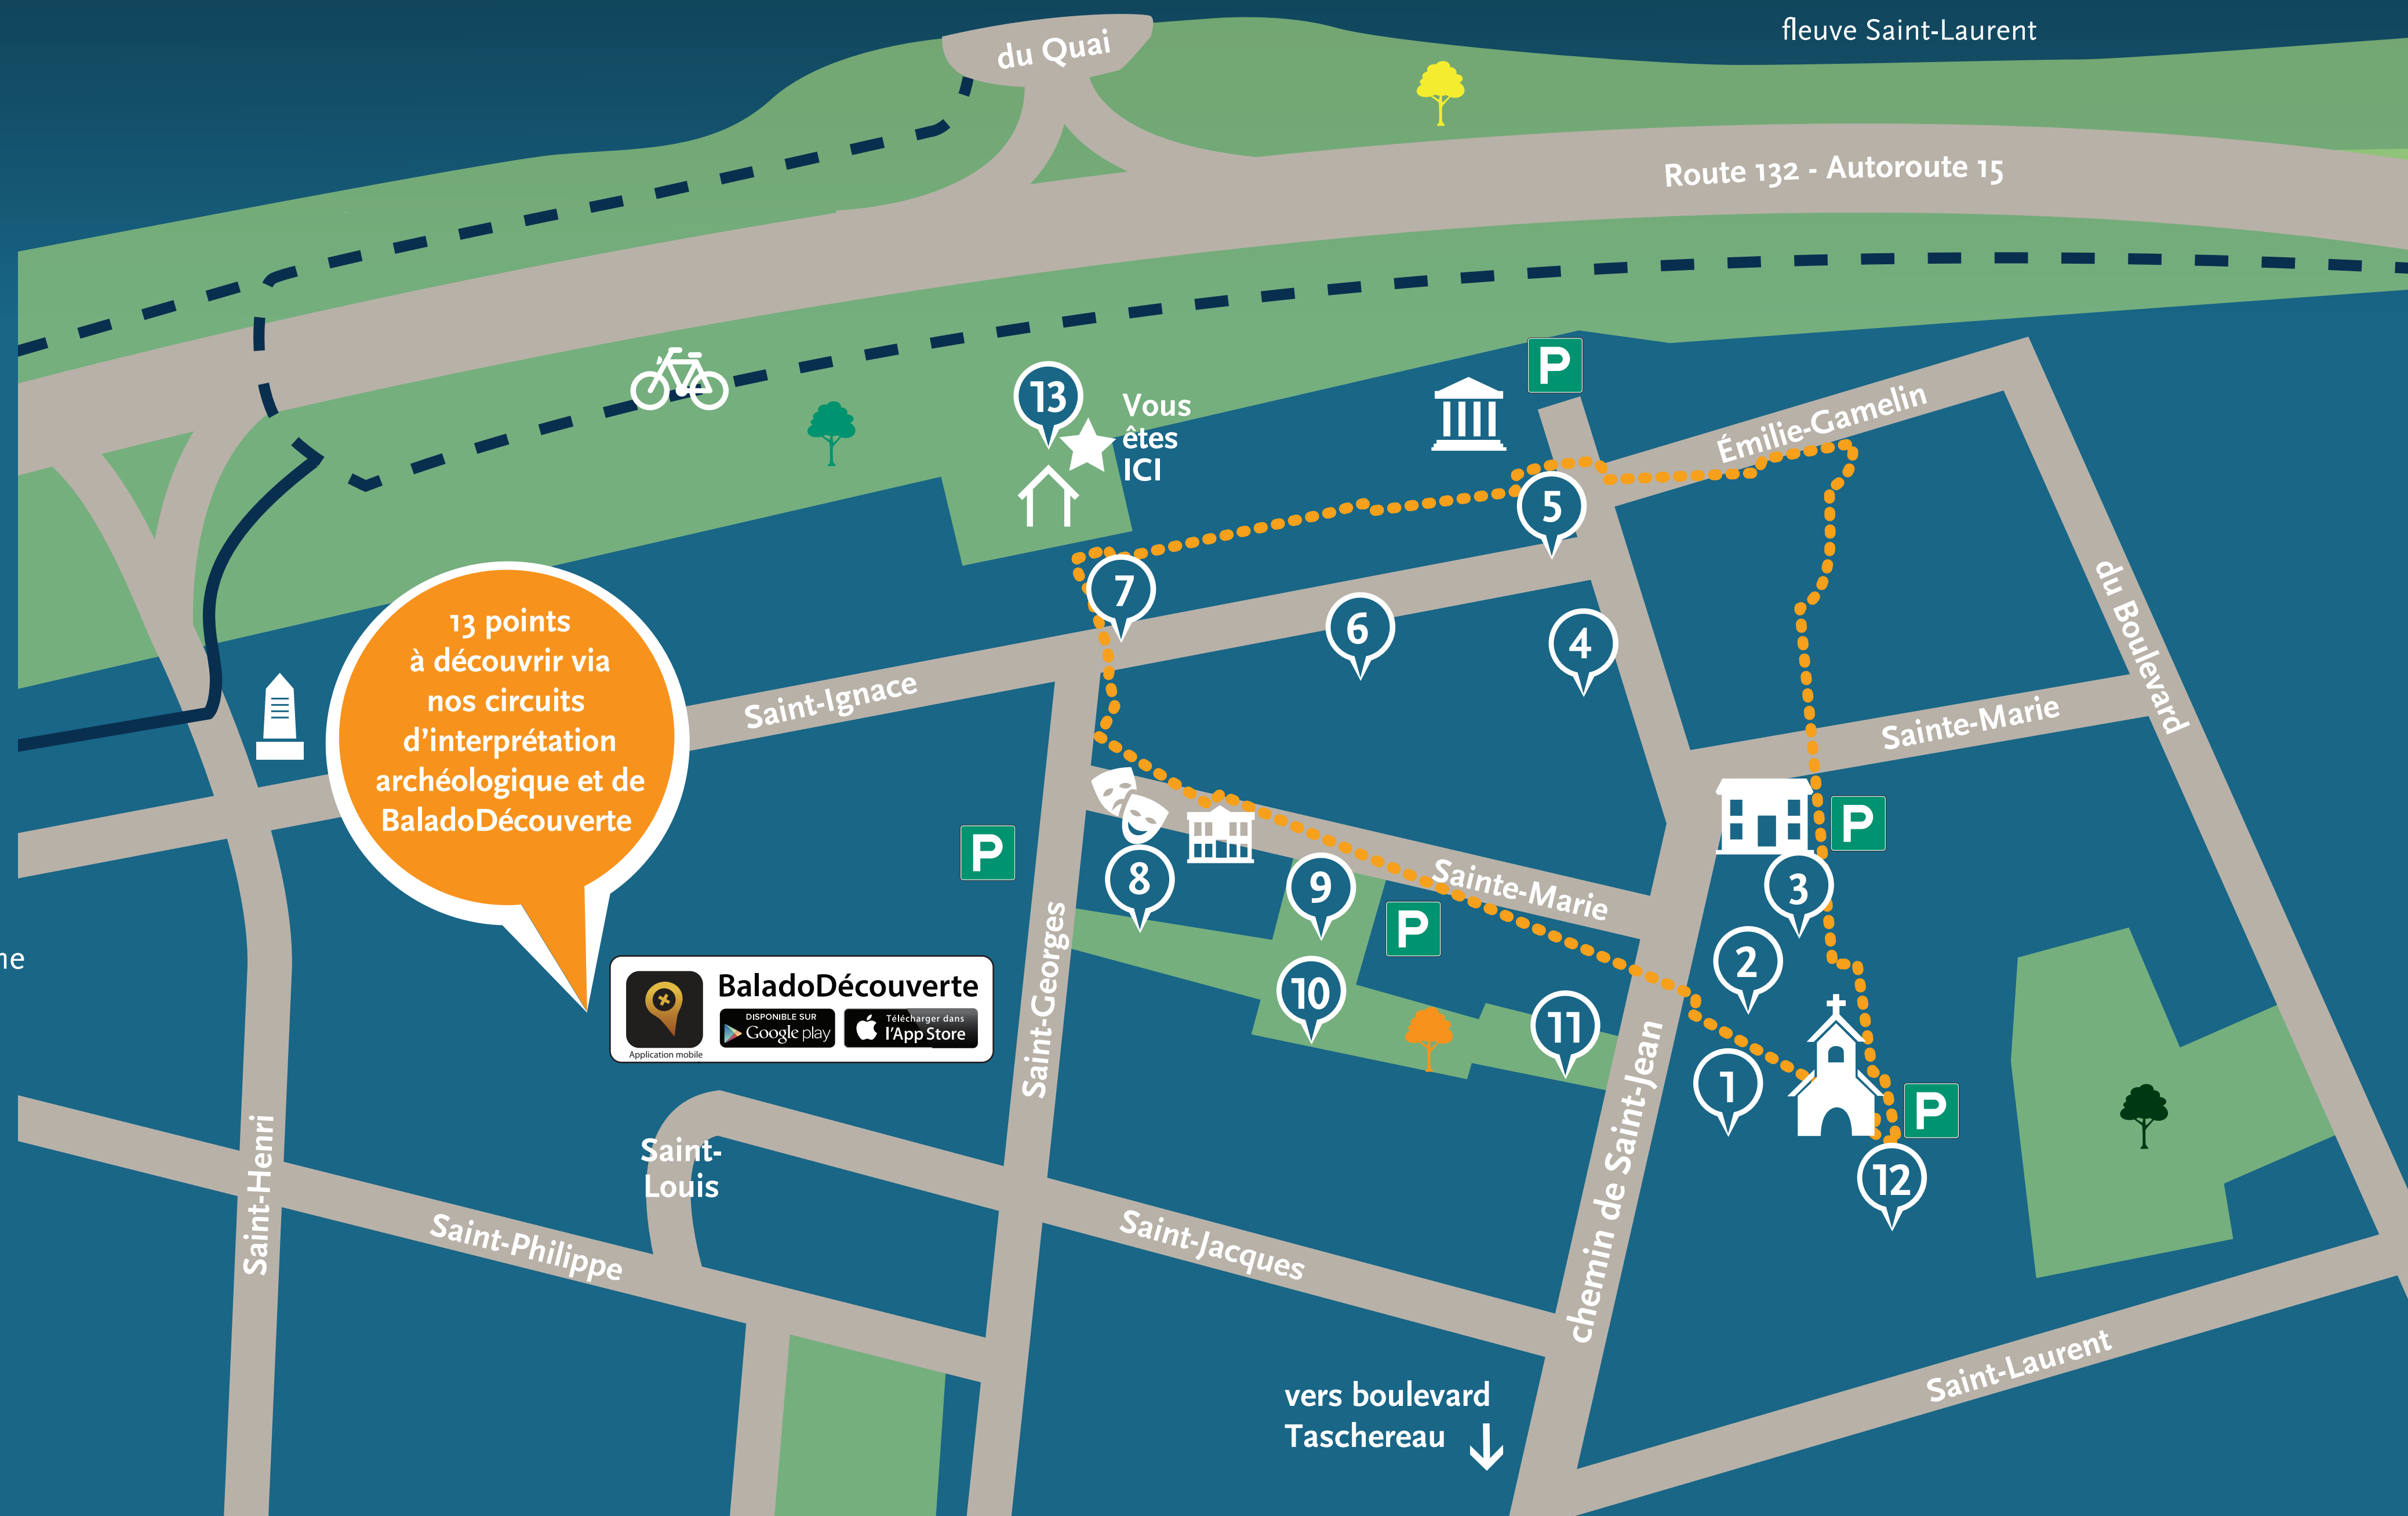 fleuve Saint-Laurent
du Quai
Route 132 - Autoroute 15
P
13
Vous
êtes
ICI
Émilie-Gamelin
5
7
6
4
du Boulevard
13 points
à découvrir via
nos circuits
d'interprétation
archéologique et de
BaladoDécouverte
Saint-Ignace
Sainte-Marie
P
P
8
9
Sainte-Marie
3
P
2
10
11
BaladoDécouverte
DISPONIBLE SUR
Google play
Télécharger dans
l'App Store
Application mobile
Saint-Georges
chemin de Saint-Jean
1
P
12
Saint-Henri
Saint-
Louis
Saint-Philippe
Saint-Jacques
Saint-Laurent
vers boulevard
Taschereau